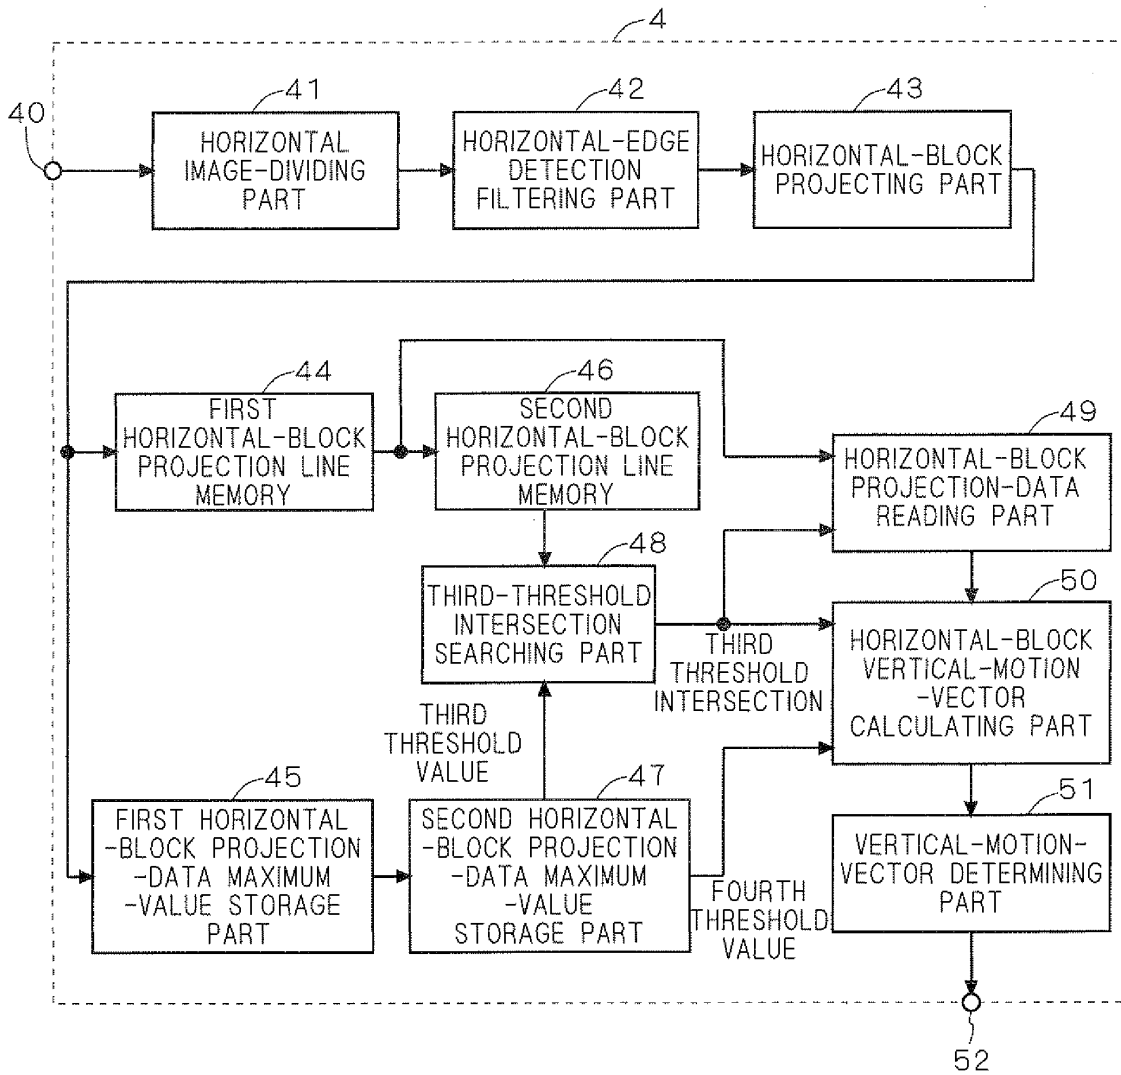 4
40
41
HORIZONTAL
IMAGE-DIVIDING
PART
42
HORIZONTAL-EDGE
DETECTION
FILTERING PART
43
HORIZONTAL-BLOCK
PROJECTING PART
44
FIRST
HORIZONTAL-BLOCK
PROJECTION LINE
MEMORY
46
SECOND
HORIZONTAL-BLOCK
PROJECTION LINE
MEMORY
49
HORIZONTAL-BLOCK
PROJECTION-DATA
READING PART
48
THIRD-THRESHOLD
INTERSECTION
SEARCHING PART
THIRD
THRESHOLD
INTERSECTION
50
HORIZONTAL-BLOCK
VERTICAL-MOTION
-VECTOR
CALCULATING PART
THIRD
THRESHOLD
VALUE
45
FIRST HORIZONTAL
-BLOCK PROJECTION
-DATA MAXIMUM
-VALUE STORAGE
PART
47
SECOND HORIZONTAL
-BLOCK PROJECTION
-DATA MAXIMUM
-VALUE
STORAGE PART
FOURTH
THRESHOLD
VALUE
51
VERTICAL-MOTION-
VECTOR DETERMINING
PART
52